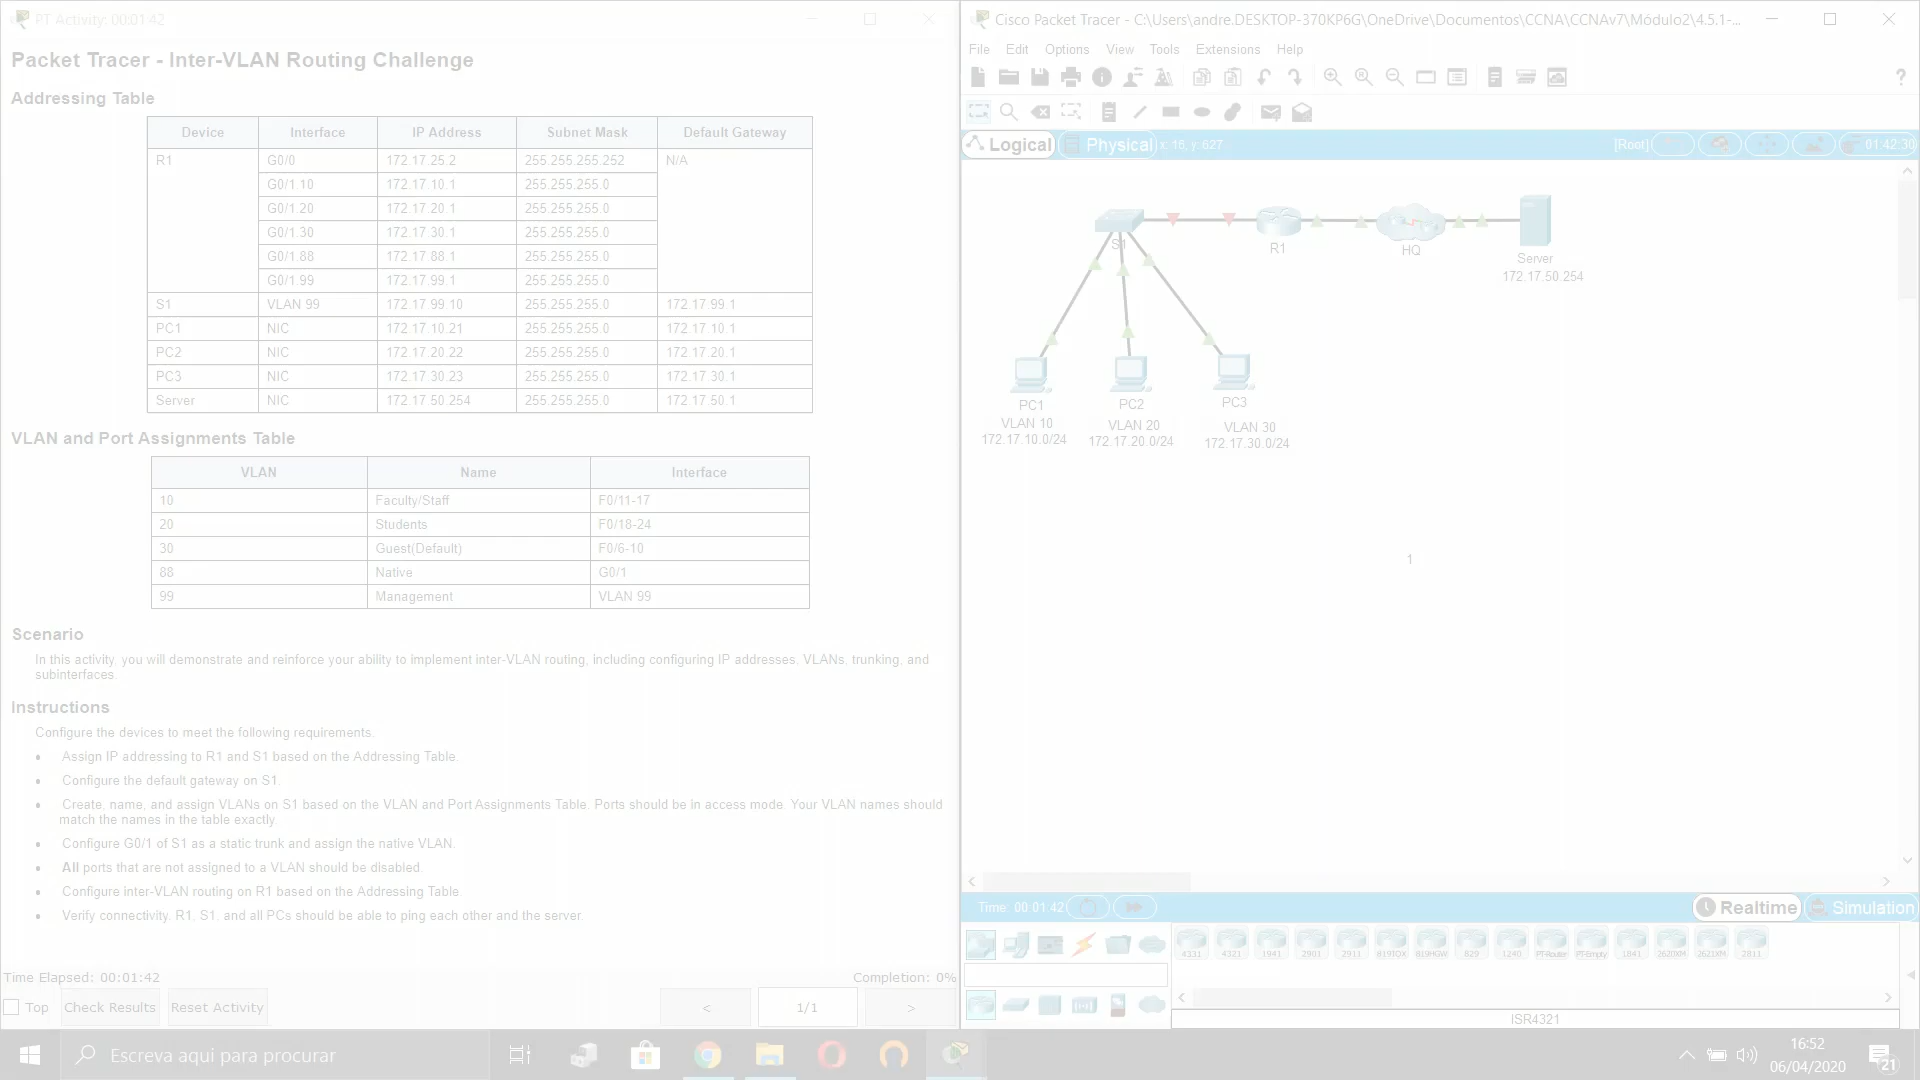 PT Activity: 00:01:42
Packet Tracer - Inter-VLAN Routing Challenge
Addressing Table
Device Interface IP Address Subnet Mask Default Gateway
R1 G0/0 172.17.25.2 255.255.255.252 N/A
G0/1.10 172.17.10.1 255.255.255.0
G0/1.20 172.17.20.1 255.255.255.0
G0/1.30 172.17.30.1 255.255.255.0
G0/1.88 172.17.88.1 255.255.255.0
G0/1.99 172.17.99.1 255.255.255.0
S1 VLAN 99 172.17.99.10 255.255.255.0 172.17.99.1
PC1 NIC 172.17.10.21 255.255.255.0 172.17.10.1
PC2 NIC 172.17.20.22 255.255.255.0 172.17.20.1
PC3 NIC 172.17.30.23 255.255.255.0 172.17.30.1
Server NIC 172.17.50.254 255.255.255.0 172.17.50.1
VLAN and Port Assignments Table
VLAN Name Interface
10 Faculty/Staff F0/11-17
20 Students F0/18-24
30 Guest(Default) F0/6-10
88 Native G0/1
99 Management VLAN 99
Scenario
In this activity, you will demonstrate and reinforce your ability to implement inter-VLAN routing, including configuring IP addresses, VLANs, trunking, and
subinterfaces.
Instructions
Configure the devices to meet the following requirements.
• Assign IP addressing to R1 and S1 based on the Addressing Table.
• Configure the default gateway on S1.
• Create, name, and assign VLANs on S1 based on the VLAN and Port Assignments Table. Ports should be in access mode. Your VLAN names should
match the names in the table exactly.
• Configure G0/1 of S1 as a static trunk and assign the native VLAN.
• All ports that are not assigned to a VLAN should be disabled.
• Configure inter-VLAN routing on R1 based on the Addressing Table
• Verify connectivity. R1, S1, and all PCs should be able to ping each other and the server.
Time Elapsed: 00:01:42 Completion: 0%
Top Check Results Reset Activity < 1/1 >
Cisco Packet Tracer - C:\Users\andre.DESKTOP-370KP6G\OneDrive\Documentos\CCNA\CCNAv7\Módulo2\4.5.1-...
File Edit Options View Tools Extensions Help
?
Logical Physical x: 16, y:627 [Root] 01:42:30
S1
R1
HQ
Server
172.17.50.254
PC1 PC2 PC3
VLAN 10 VLAN 20 VLAN 30
172.17.10.0/24 172.17.20.0/24 172.17.30.0/24
1
Time: 00:01:42 Realtime Simulation
4331 4321 1941 2901 2911 819IOX 819HGW 829 1240 PT-Router PT-Empty 1841 2620XM 2621XM 2811
ISR4321
Escreva aqui para procurar
16:52
06/04/2020
21